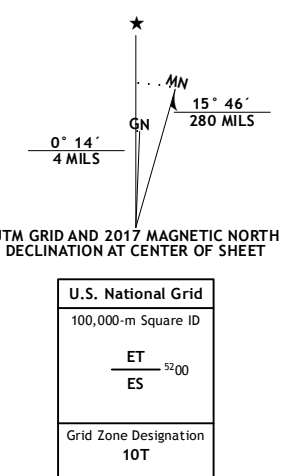 ★
MN
15° 46´
280 MILS
GN
0° 14´
4 MILS
UTM GRID AND 2017 MAGNETIC NORTH
DECLINATION AT CENTER OF SHEET
U.S. National Grid
100,000-m Square ID
ET
5200
ES
Grid Zone Designation
10T